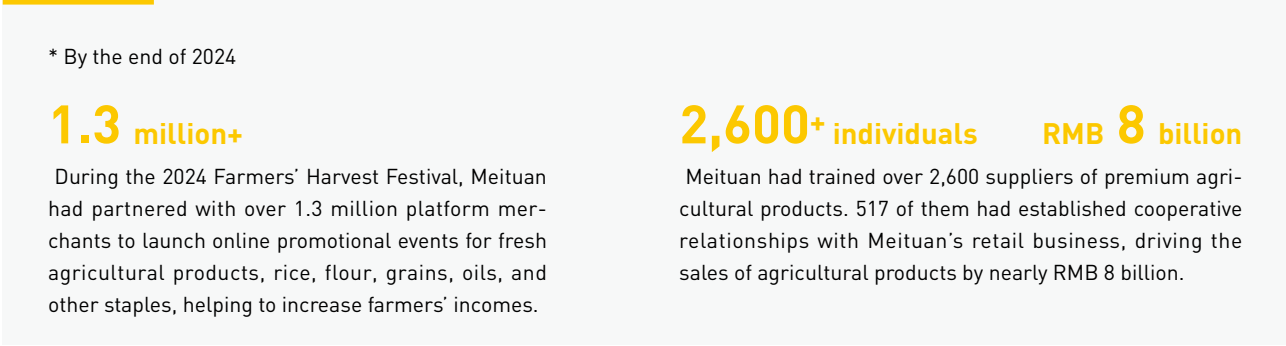 * By the end of 2024
1.3 million+
During the 2024 Farmers’ Harvest Festival, Meituan
had partnered with over 1.3 million platform mer-
chants to launch online promotional events for fresh
agricultural products, rice, flour, grains, oils, and
other staples, helping to increase farmers’ incomes.
2,600+ individuals RMB 8 billion
Meituan had trained over 2,600 suppliers of premium agri-
cultural products. 517 of them had established cooperative
relationships with Meituan’s retail business, driving the
sales of agricultural products by nearly RMB 8 billion.